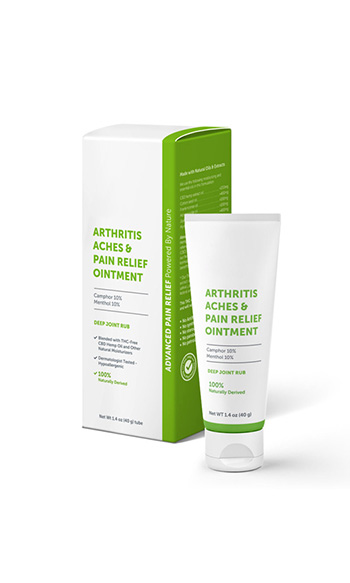 ARTHRITIS
ACHES &
PAIN RELIEF
OINTMENT
Camphor 10%
Menthol 10%
DEEP JOINT RUB
Blended with THC-Free
CBD Hemp Oil and Other
Natural Moisturizers
Dermatologist Tested -
Hypoallergenic
100%
Naturally Derived
Net Wt 1.4 oz (40 g) tube
ADVANCED PAIN RELIEF Powered By Nature
Made with Natural Oils & Extracts
ARTHRITIS
ACHES &
PAIN RELIEF
OINTMENT
Camphor 10%
Menthol 10%
DEEP JOINT RUB
100%
Naturally Derived
Net WT 1.4 oz (40 g)